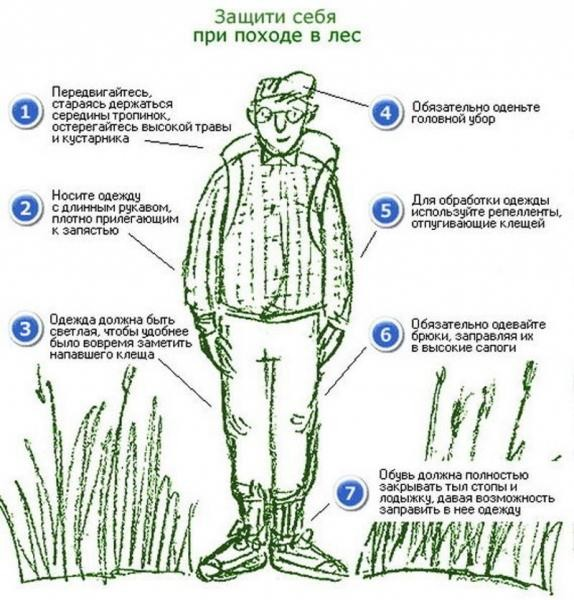 Защити себя
при походе в лес
1
Передвигайтесь,
стараясь держаться
середины тропинок,
остерегайтесь высокой травы
и кустарника
2
Носите одежду
с длинным рукавом,
плотно прилегающим
к запястью
3
Одежда должна быть
светлая, чтобы удобнее
было вовремя заметить
напавшего клеща
4
Обязательно оденьте
головной убор
5
Для обработки одежды
используйте репелленты,
отпугивающие клещей
6
Обязательно одевайте
брюки, заправляя их
в высокие сапоги
7
Обувь должна полностью
закрывать тыл стопы и
лодыжку, давая возможность
заправить в нее одежду